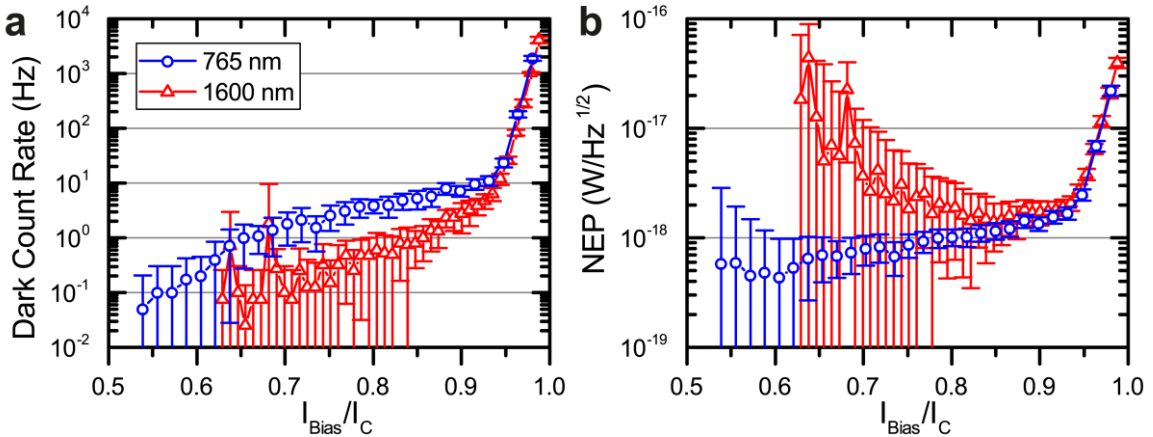 a
10⁴
10³
10²
10¹
10⁰
10⁻¹
10⁻²
Dark Count Rate (Hz)
765 nm
1600 nm
0.5 0.6 0.7 0.8 0.9 1.0
I_Bias/I_C
b
10⁻¹⁶
10⁻¹⁷
10⁻¹⁸
10⁻¹⁹
NEP (W/Hz^1/2)
0.5 0.6 0.7 0.8 0.9 1.0
I_Bias/I_C